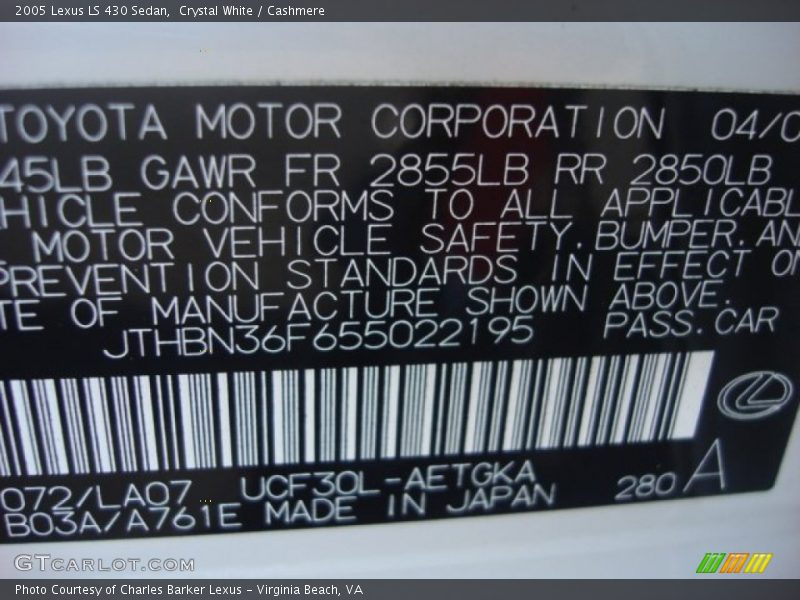 2005 Lexus LS 430 Sedan, Crystal White / Cashmere
TOYOTA MOTOR CORPORATION 04/0
45LB GAWR FR 2855LB RR 2850LB
HICLE CONFORMS TO ALL APPLICABL
MOTOR VEHICLE SAFETY, BUMPER, AN
PREVENTION STANDARDS IN EFFECT ON
TE OF MANUFACTURE SHOWN ABOVE.
JTHBN36F655022195 PASS. CAR
072/LA07 UCF30L-AETGKA
B03A/A761E MADE IN JAPAN 280 A
GTCARLOT.COM
Photo Courtesy of Charles Barker Lexus - Virginia Beach, VA